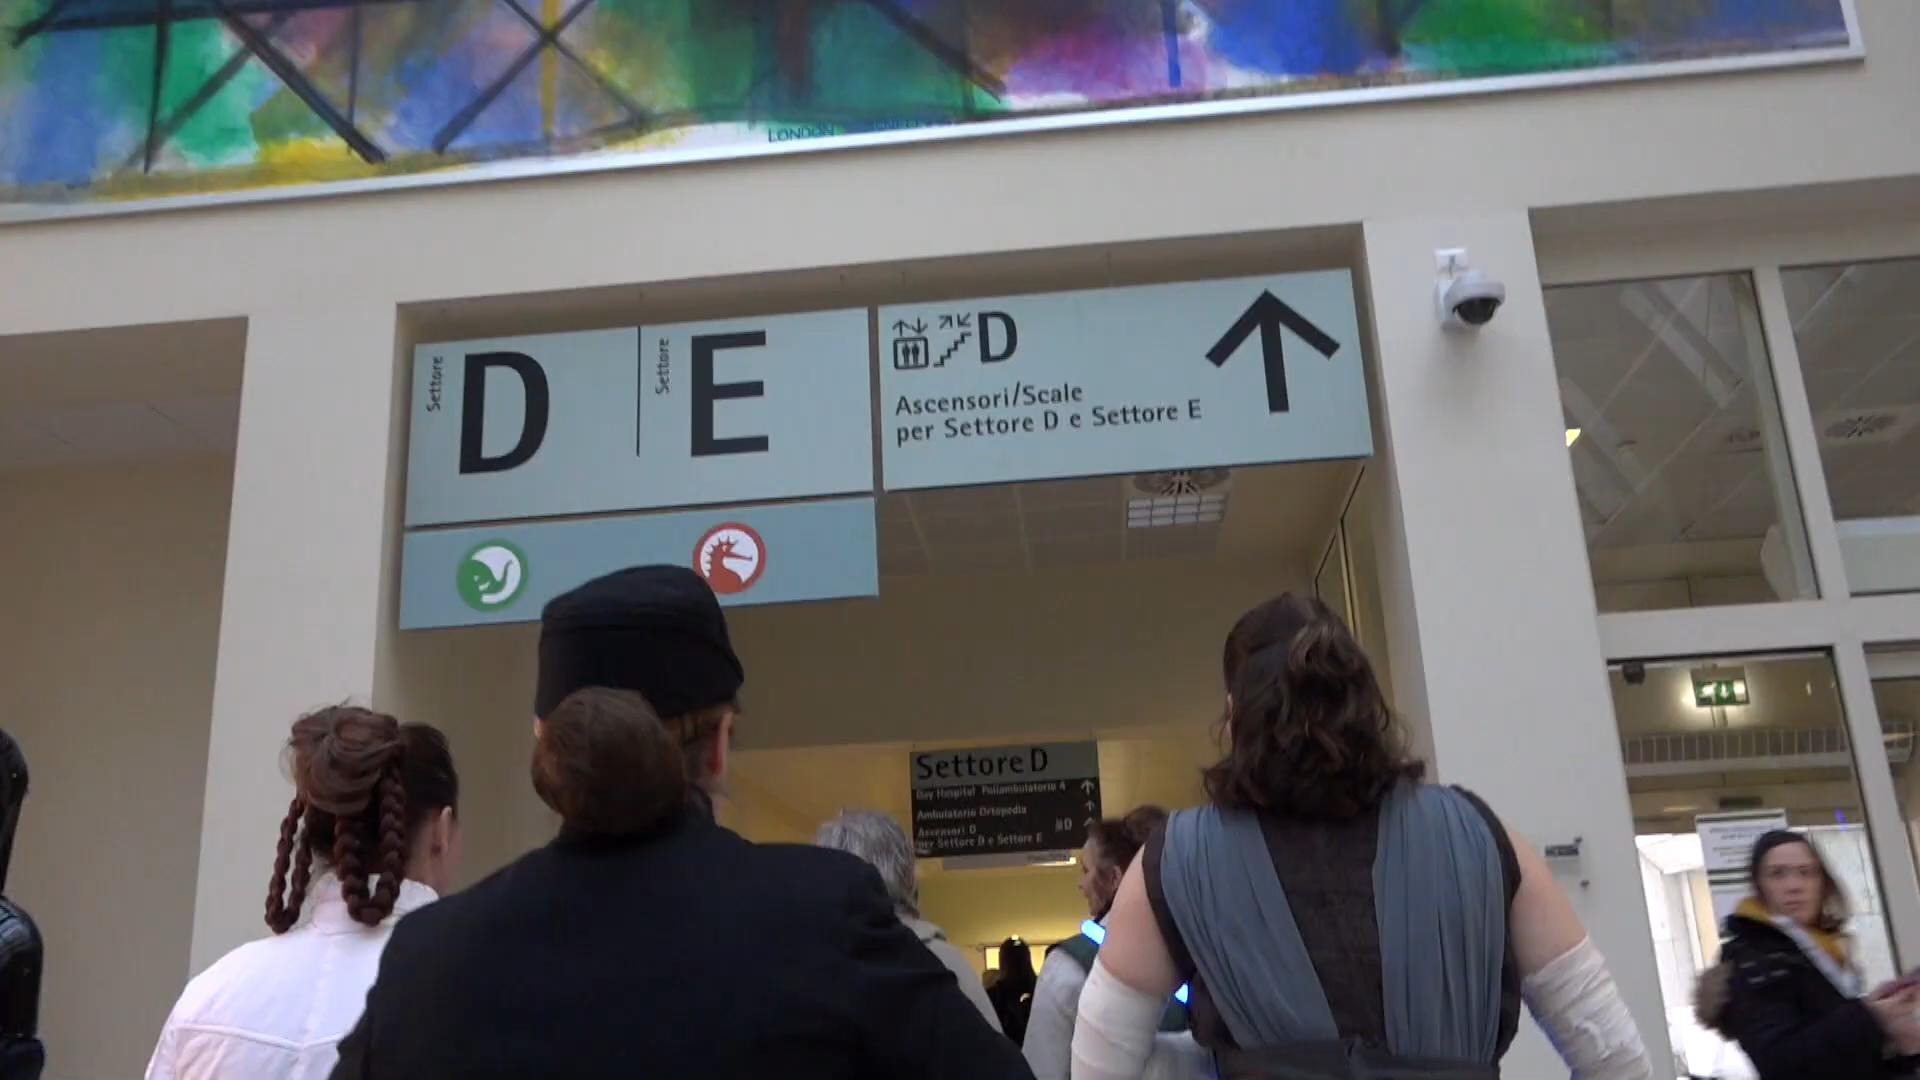 LONDON
Settore D
Settore E
D
Ascensori/Scale
per Settore D e Settore E
Settore D
Day Hospital Poliambulatorio 4
Ambulatorio Ortopedia
Ascensori D
per Settore D e Settore E
D